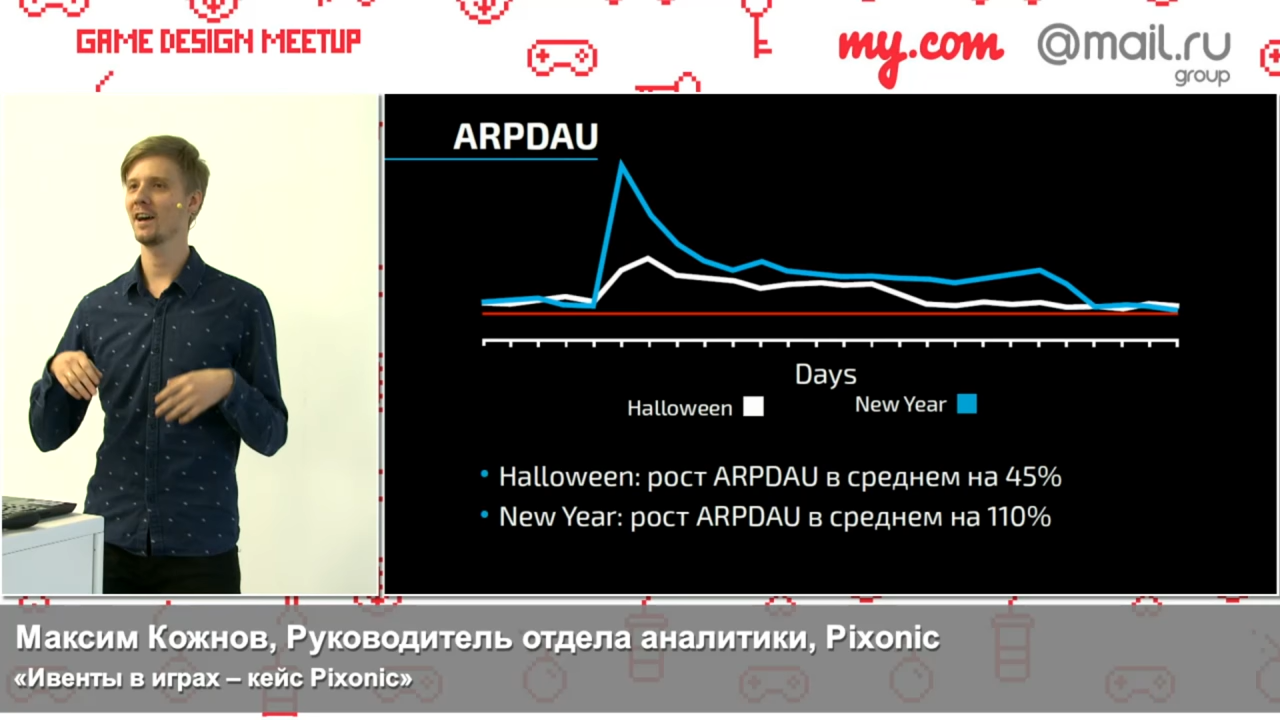 GAME DESIGN MEETUP
my.com
@mail.ru
group
ARPDAU
Days
Halloween
New Year
• Halloween: рост ARPDAU в среднем на 45%
• New Year: рост ARPDAU в среднем на 110%
Максим Кожнов, Руководитель отдела аналитики, Pixonic
«Ивенты в играх – кейс Pixonic»